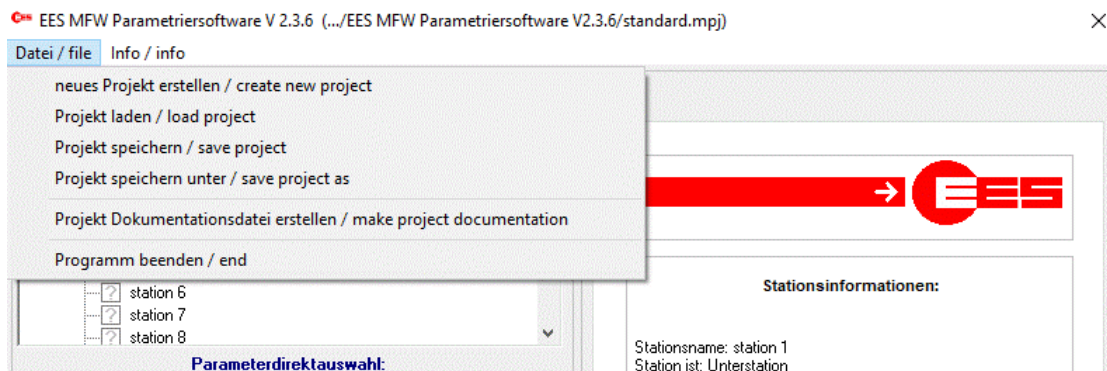 EES MFW Parametriersoftware V 2.3.6 (.../EES MFW Parametriersoftware V2.3.6/standard.mpj)
Datei / file Info / info
neues Projekt erstellen / create new project
Projekt laden / load project
Projekt speichern / save project
Projekt speichern unter / save project as
Projekt Dokumentationsdatei erstellen / make project documentation
Programm beenden / end
station 6
station 7
station 8
Parameterdirektauswahl:
EES
Stationsinformationen:
Stationsname: station 1
Station ist: Unterstation